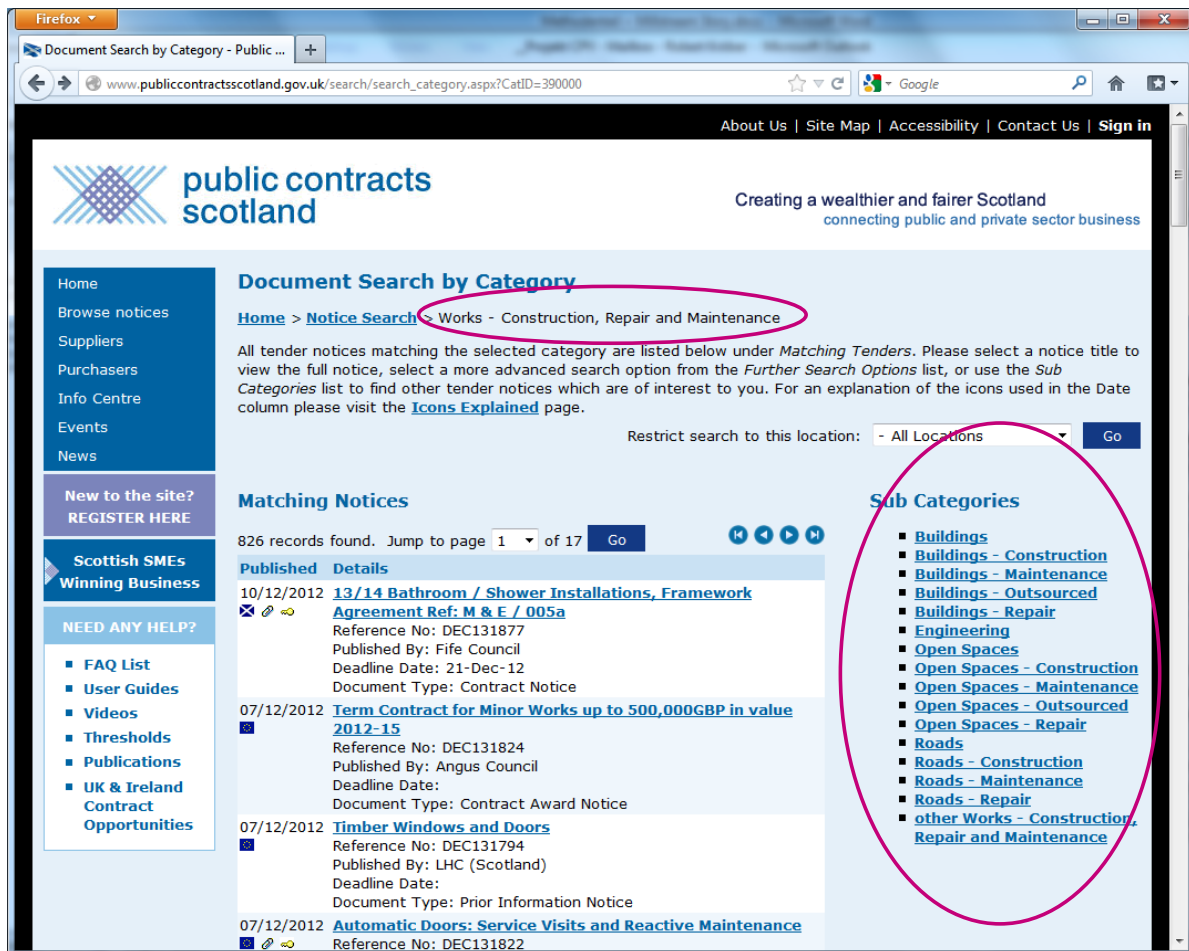 Firefox
Document Search by Category - Public ...
www.publiccontractsscotland.gov.uk/search/search_category.aspx?CatID=390000
Google
About Us | Site Map | Accessibility | Contact Us | Sign in
public contracts
scotland
Creating a wealthier and fairer Scotland
connecting public and private sector business
Home
Browse notices
Suppliers
Purchasers
Info Centre
Events
News
New to the site?
REGISTER HERE
Scottish SMEs
Winning Business
NEED ANY HELP?
FAQ List
User Guides
Videos
Thresholds
Publications
UK & Ireland
Contract
Opportunities
Document Search by Category
Home > Notice Search > Works - Construction, Repair and Maintenance
All tender notices matching the selected category are listed below under Matching Tenders. Please select a notice title to
view the full notice, select a more advanced search option from the Further Search Options list, or use the Sub
Categories list to find other tender notices which are of interest to you. For an explanation of the icons used in the Date
column please visit the Icons Explained page.
Restrict search to this location: - All Locations Go
Matching Notices
826 records found. Jump to page 1 of 17 Go
Published Details
10/12/2012 13/14 Bathroom / Shower Installations, Framework
Agreement Ref: M & E / 005a
Reference No: DEC131877
Published By: Fife Council
Deadline Date: 21-Dec-12
Document Type: Contract Notice
07/12/2012 Term Contract for Minor Works up to 500,000GBP in value
2012-15
Reference No: DEC131824
Published By: Angus Council
Deadline Date:
Document Type: Contract Award Notice
07/12/2012 Timber Windows and Doors
Reference No: DEC131794
Published By: LHC (Scotland)
Deadline Date:
Document Type: Prior Information Notice
07/12/2012 Automatic Doors: Service Visits and Reactive Maintenance
Reference No: DEC131822
Sub Categories
Buildings
Buildings - Construction
Buildings - Maintenance
Buildings - Outsourced
Buildings - Repair
Engineering
Open Spaces
Open Spaces - Construction
Open Spaces - Maintenance
Open Spaces - Outsourced
Open Spaces - Repair
Roads
Roads - Construction
Roads - Maintenance
Roads - Repair
other Works - Construction,
Repair and Maintenance